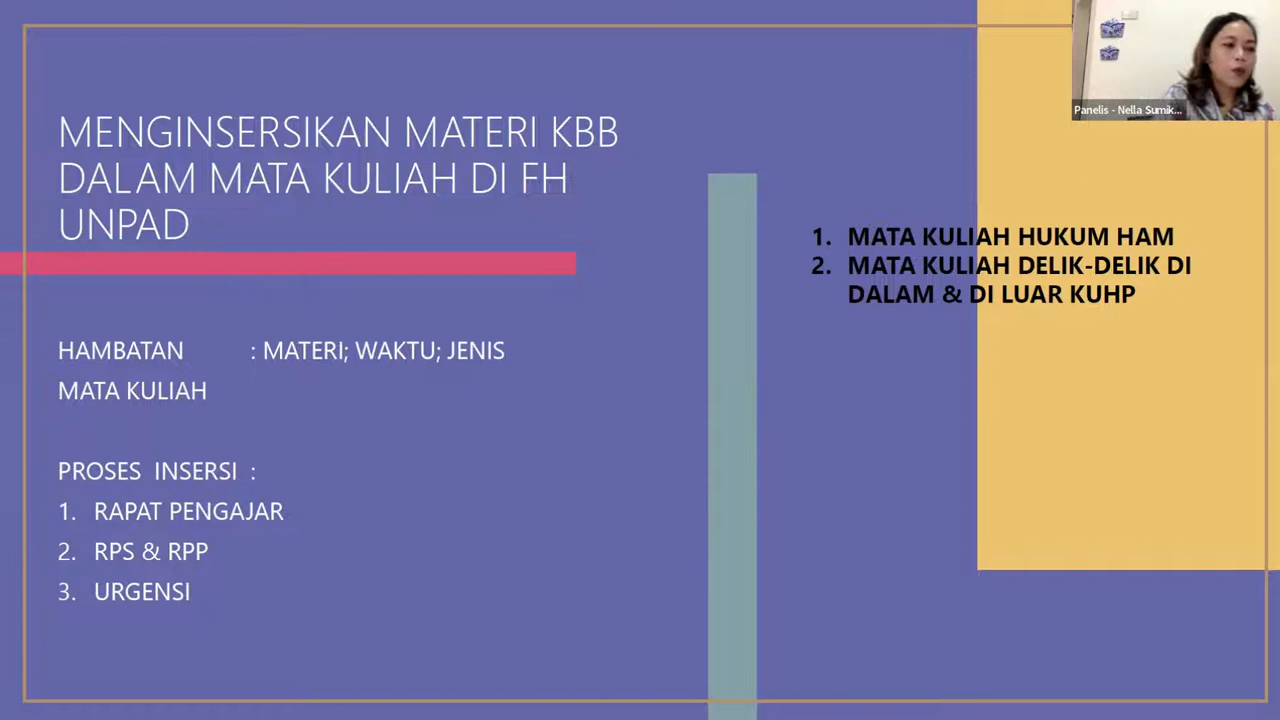 MENGINSERSIKAN MATERI KBB
DALAM MATA KULIAH DI FH
UNPAD
HAMBATAN : MATERI; WAKTU; JENIS
MATA KULIAH
PROSES INSERSI :
1. RAPAT PENGAJAR
2. RPS & RPP
3. URGENSI
1. MATA KULIAH HUKUM HAM
2. MATA KULIAH DELIK-DELIK DI
DALAM & DI LUAR KUHP
Panelis - Nella Sumik...